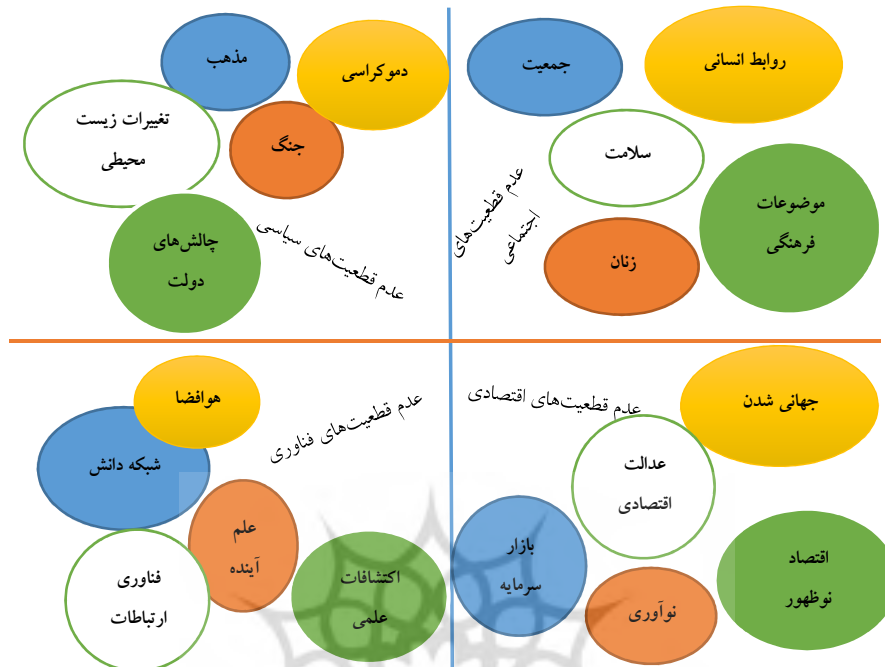 روابط انسانی
جمعیت
سلامت
موضوعات
فرهنگی
زنان
عدم قطعیت‌های
اجتماعی
دموکراسی
مذهب
جنگ
تغییرات زیست
محیطی
چالش‌های
دولت
عدم قطعیت‌های سیاسی
جهانی شدن
عدم قطعیت‌های اقتصادی
عدالت
اقتصادی
بازار
سرمایه
اقتصاد
نوظهور
نوآوری
عدم قطعیت‌های فناوری
هوافضا
شبکه دانش
علم
آینده
اکتشافات
علمی
فناوری
ارتباطات